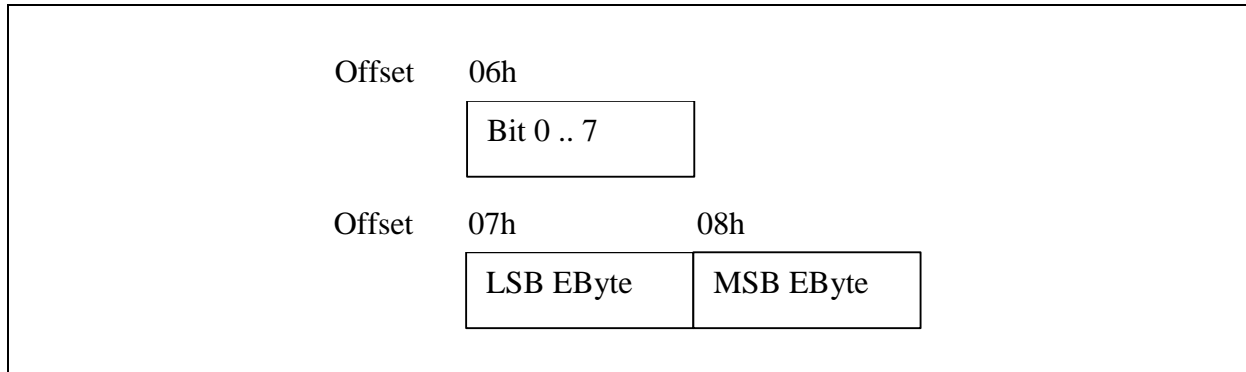 Offset 06h
Bit 0 .. 7
Offset 07h 08h
LSB EByte MSB EByte